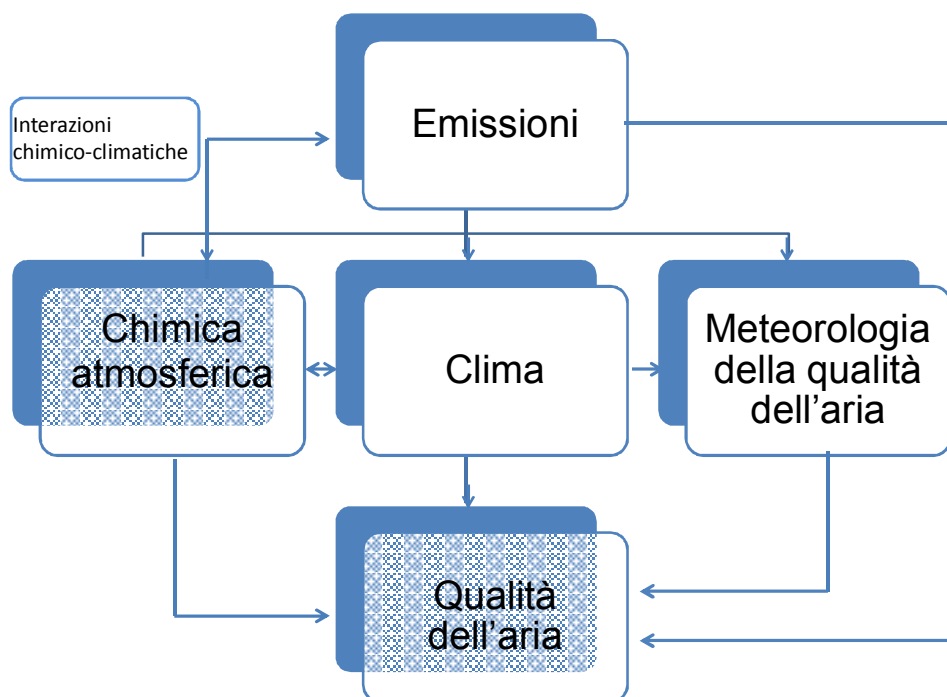 Emissioni
Interazioni
chimico-climatiche
Chimica
atmosferica
Clima
Meteorologia
della qualità
dell’aria
Qualità
dell’aria